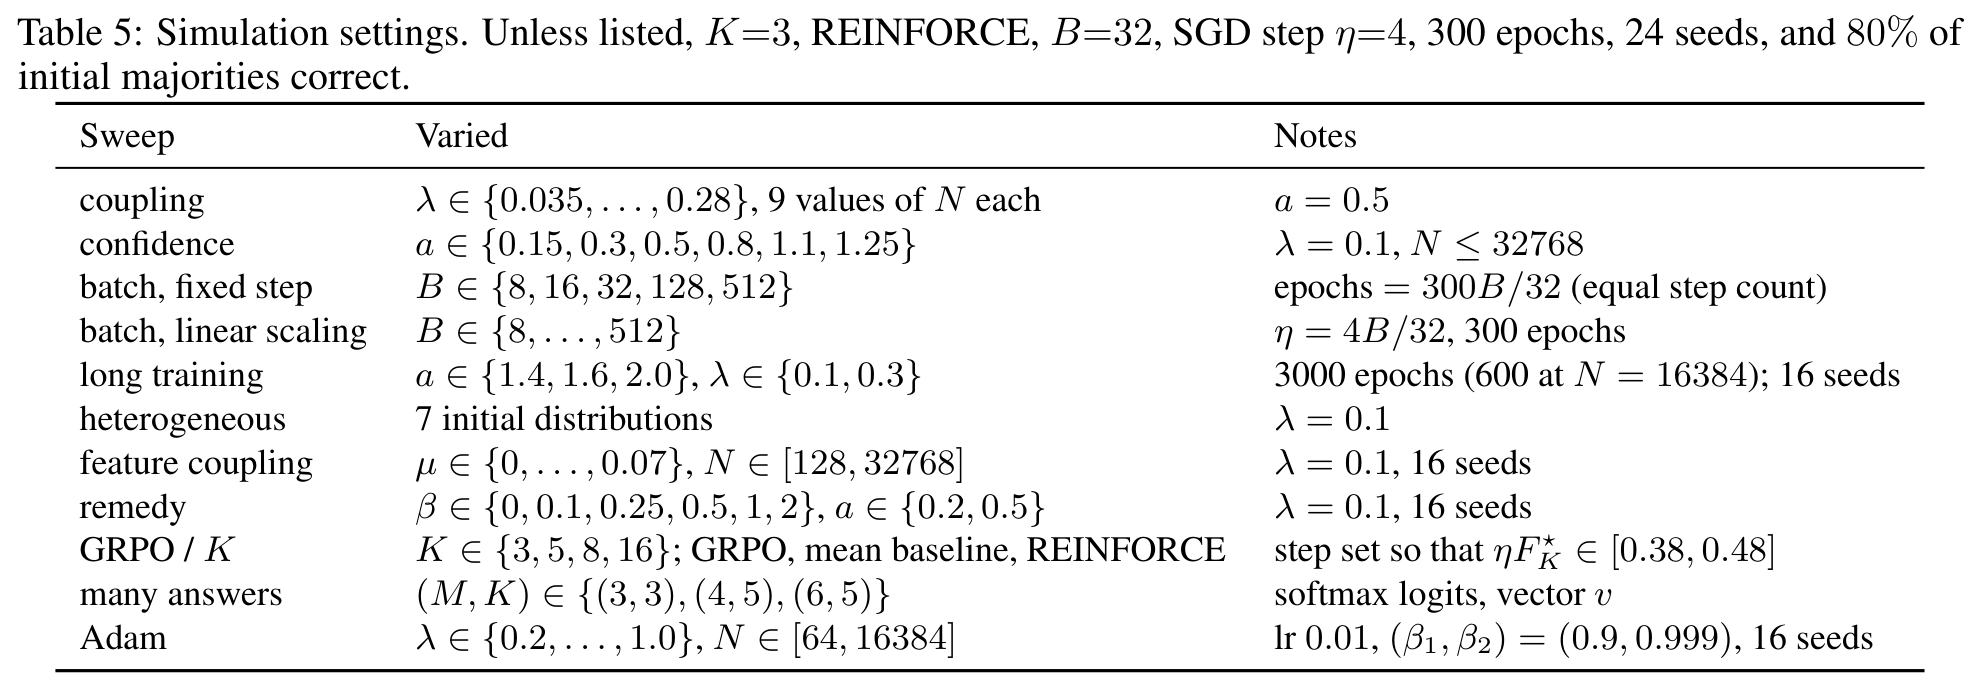 Table 5: Simulation settings. Unless listed, K=3, REINFORCE, B=32, SGD step η=4, 300 epochs, 24 seeds, and 80% of
initial majorities correct.
Sweep Varied Notes
coupling λ ∈ {0.035, . . . , 0.28}, 9 values of N each a = 0.5
confidence a ∈ {0.15, 0.3, 0.5, 0.8, 1.1, 1.25} λ = 0.1, N ≤ 32768
batch, fixed step B ∈ {8, 16, 32, 128, 512} epochs = 300B/32 (equal step count)
batch, linear scaling B ∈ {8, . . . , 512} η = 4B/32, 300 epochs
long training a ∈ {1.4, 1.6, 2.0}, λ ∈ {0.1, 0.3} 3000 epochs (600 at N = 16384); 16 seeds
heterogeneous 7 initial distributions λ = 0.1
feature coupling μ ∈ {0, . . . , 0.07}, N ∈ [128, 32768] λ = 0.1, 16 seeds
remedy β ∈ {0, 0.1, 0.25, 0.5, 1, 2}, a ∈ {0.2, 0.5} λ = 0.1, 16 seeds
GRPO / K K ∈ {3, 5, 8, 16}; GRPO, mean baseline, REINFORCE step set so that ηF_K^⋆ ∈ [0.38, 0.48]
many answers (M, K) ∈ {(3, 3), (4, 5), (6, 5)} softmax logits, vector v
Adam λ ∈ {0.2, . . . , 1.0}, N ∈ [64, 16384] lr 0.01, (β₁, β₂) = (0.9, 0.999), 16 seeds